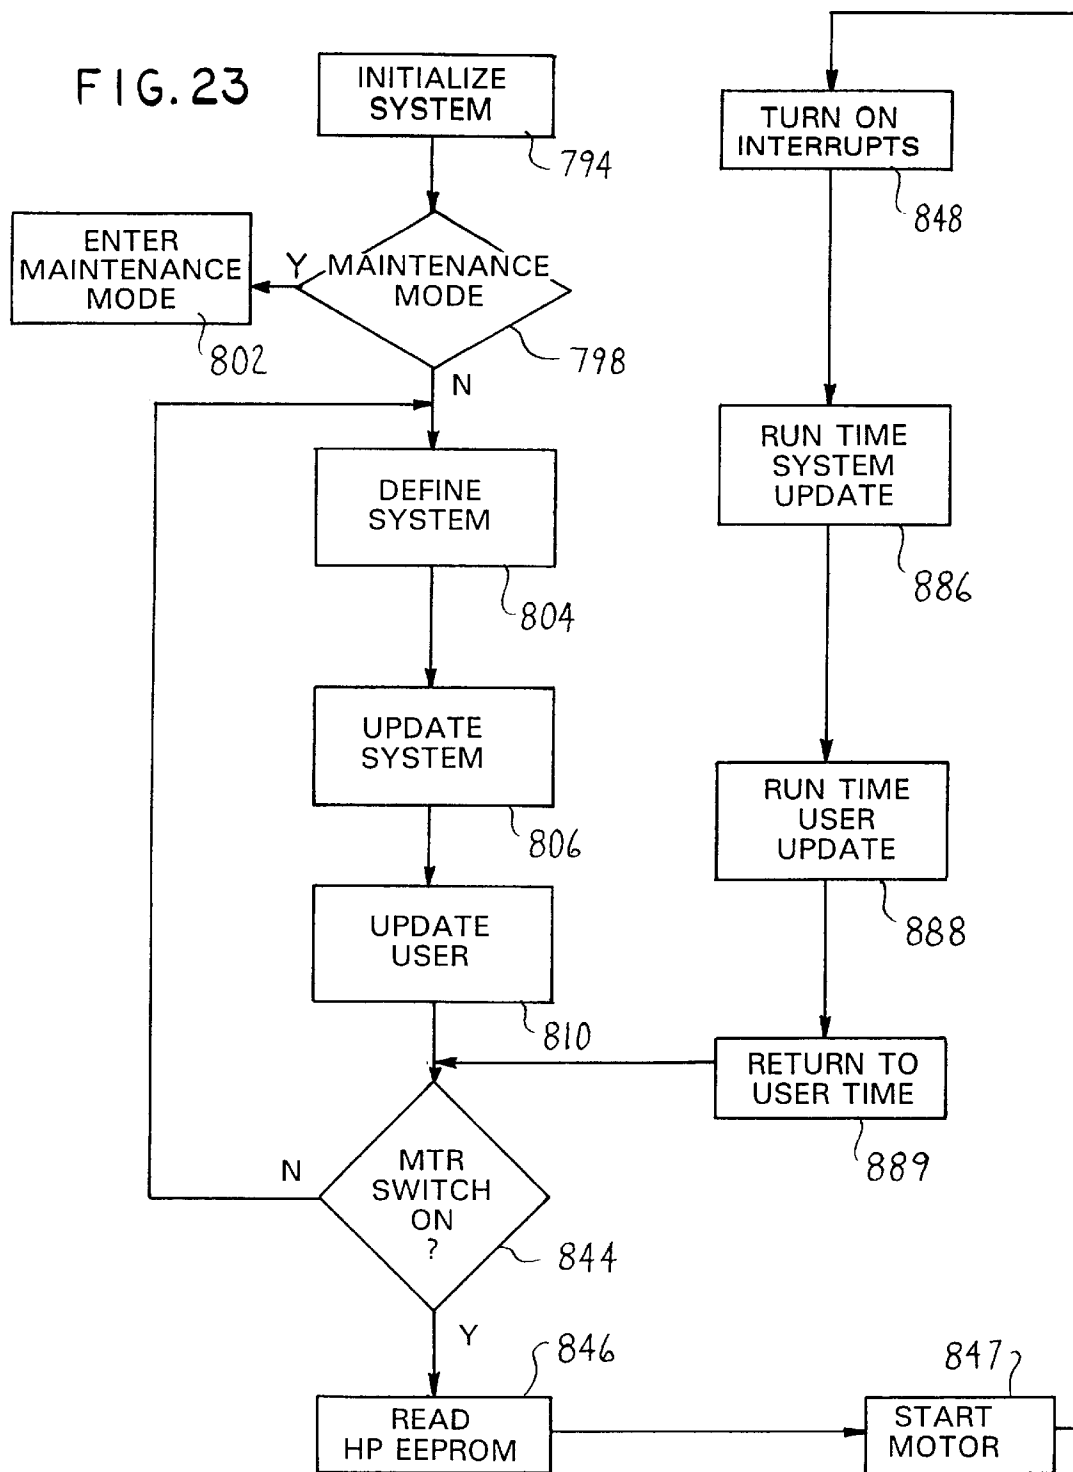 FIG. 23
INITIALIZE
SYSTEM
794
MAINTENANCE
MODE
798
Y
ENTER
MAINTENANCE
MODE
802
N
DEFINE
SYSTEM
804
UPDATE
SYSTEM
806
UPDATE
USER
810
MTR
SWITCH
ON
?
844
N
Y
READ
HP EEPROM
846
START
MOTOR
847
TURN ON
INTERRUPTS
848
RUN TIME
SYSTEM
UPDATE
886
RUN TIME
USER
UPDATE
888
RETURN TO
USER TIME
889